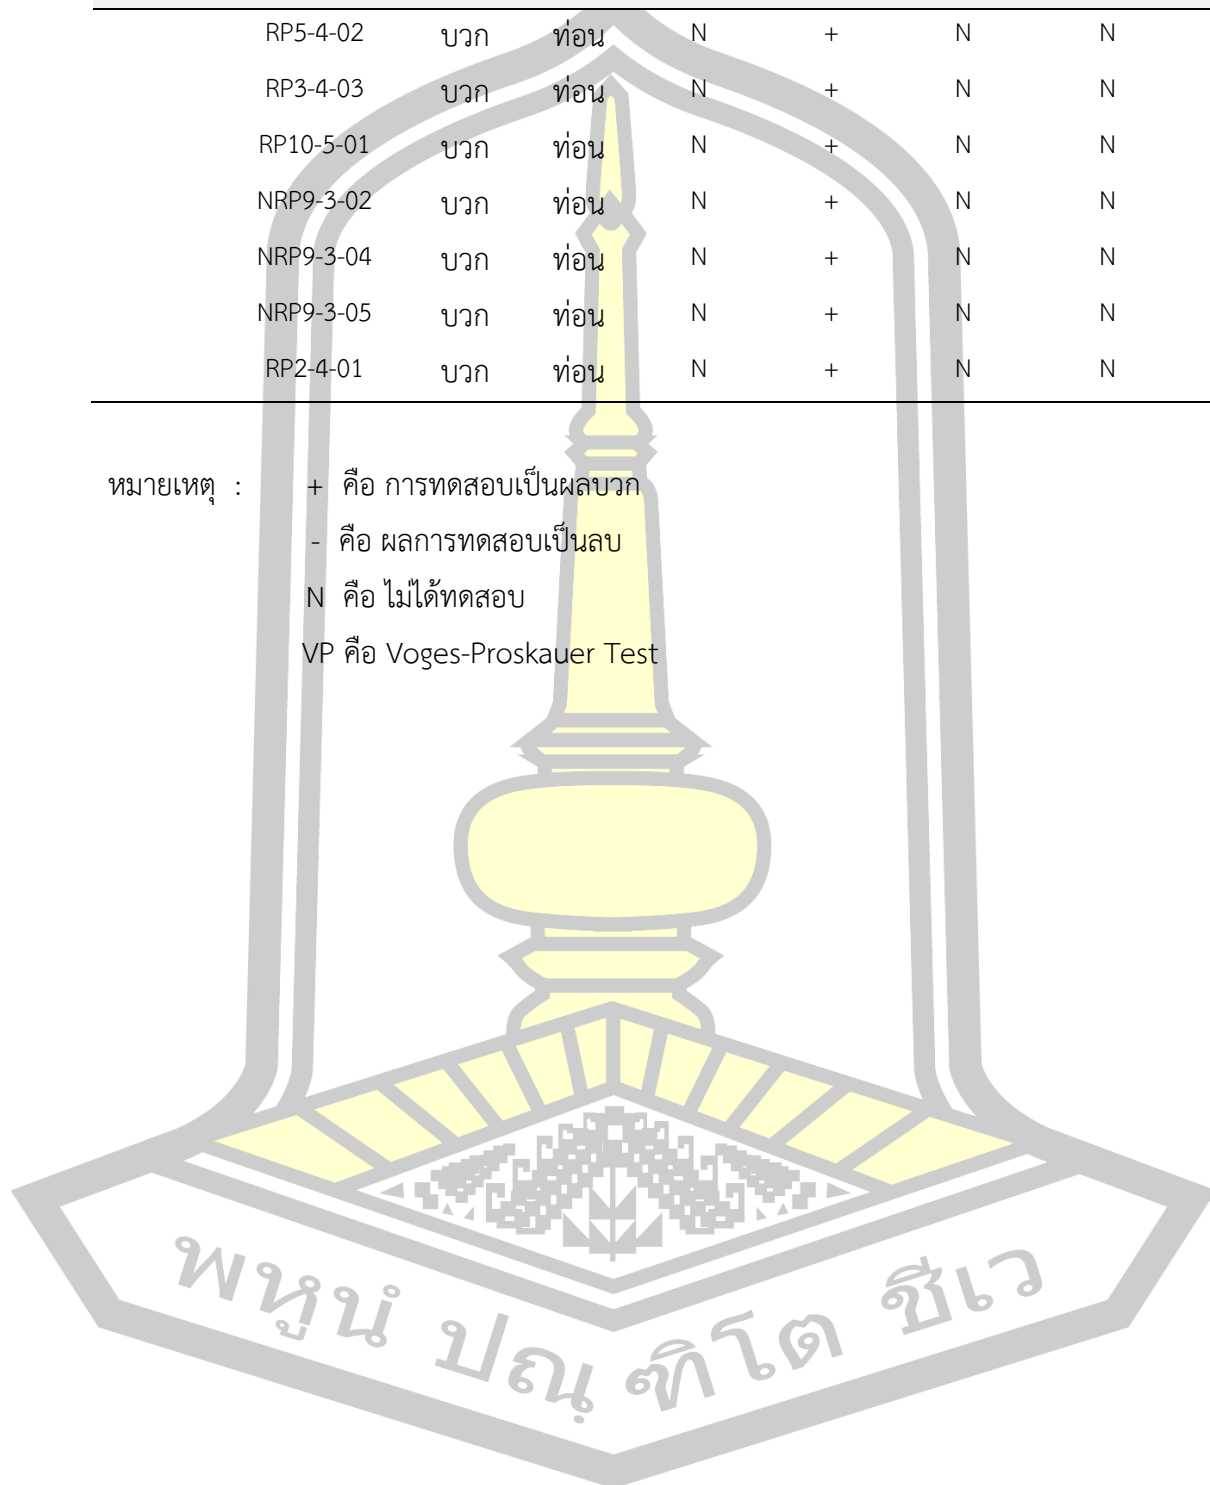 RP5-4-02 บวก ท่อน N + N N
RP3-4-03 บวก ท่อน N + N N
RP10-5-01 บวก ท่อน N + N N
NRP9-3-02 บวก ท่อน N + N N
NRP9-3-04 บวก ท่อน N + N N
NRP9-3-05 บวก ท่อน N + N N
RP2-4-01 บวก ท่อน N + N N
หมายเหตุ : + คือ การทดสอบเป็นผลบวก
- คือ ผลการทดสอบเป็นลบ
N คือ ไม่ได้ทดสอบ
VP คือ Voges-Proskauer Test
พหูนํ ปณฺฑิโต ชีเว